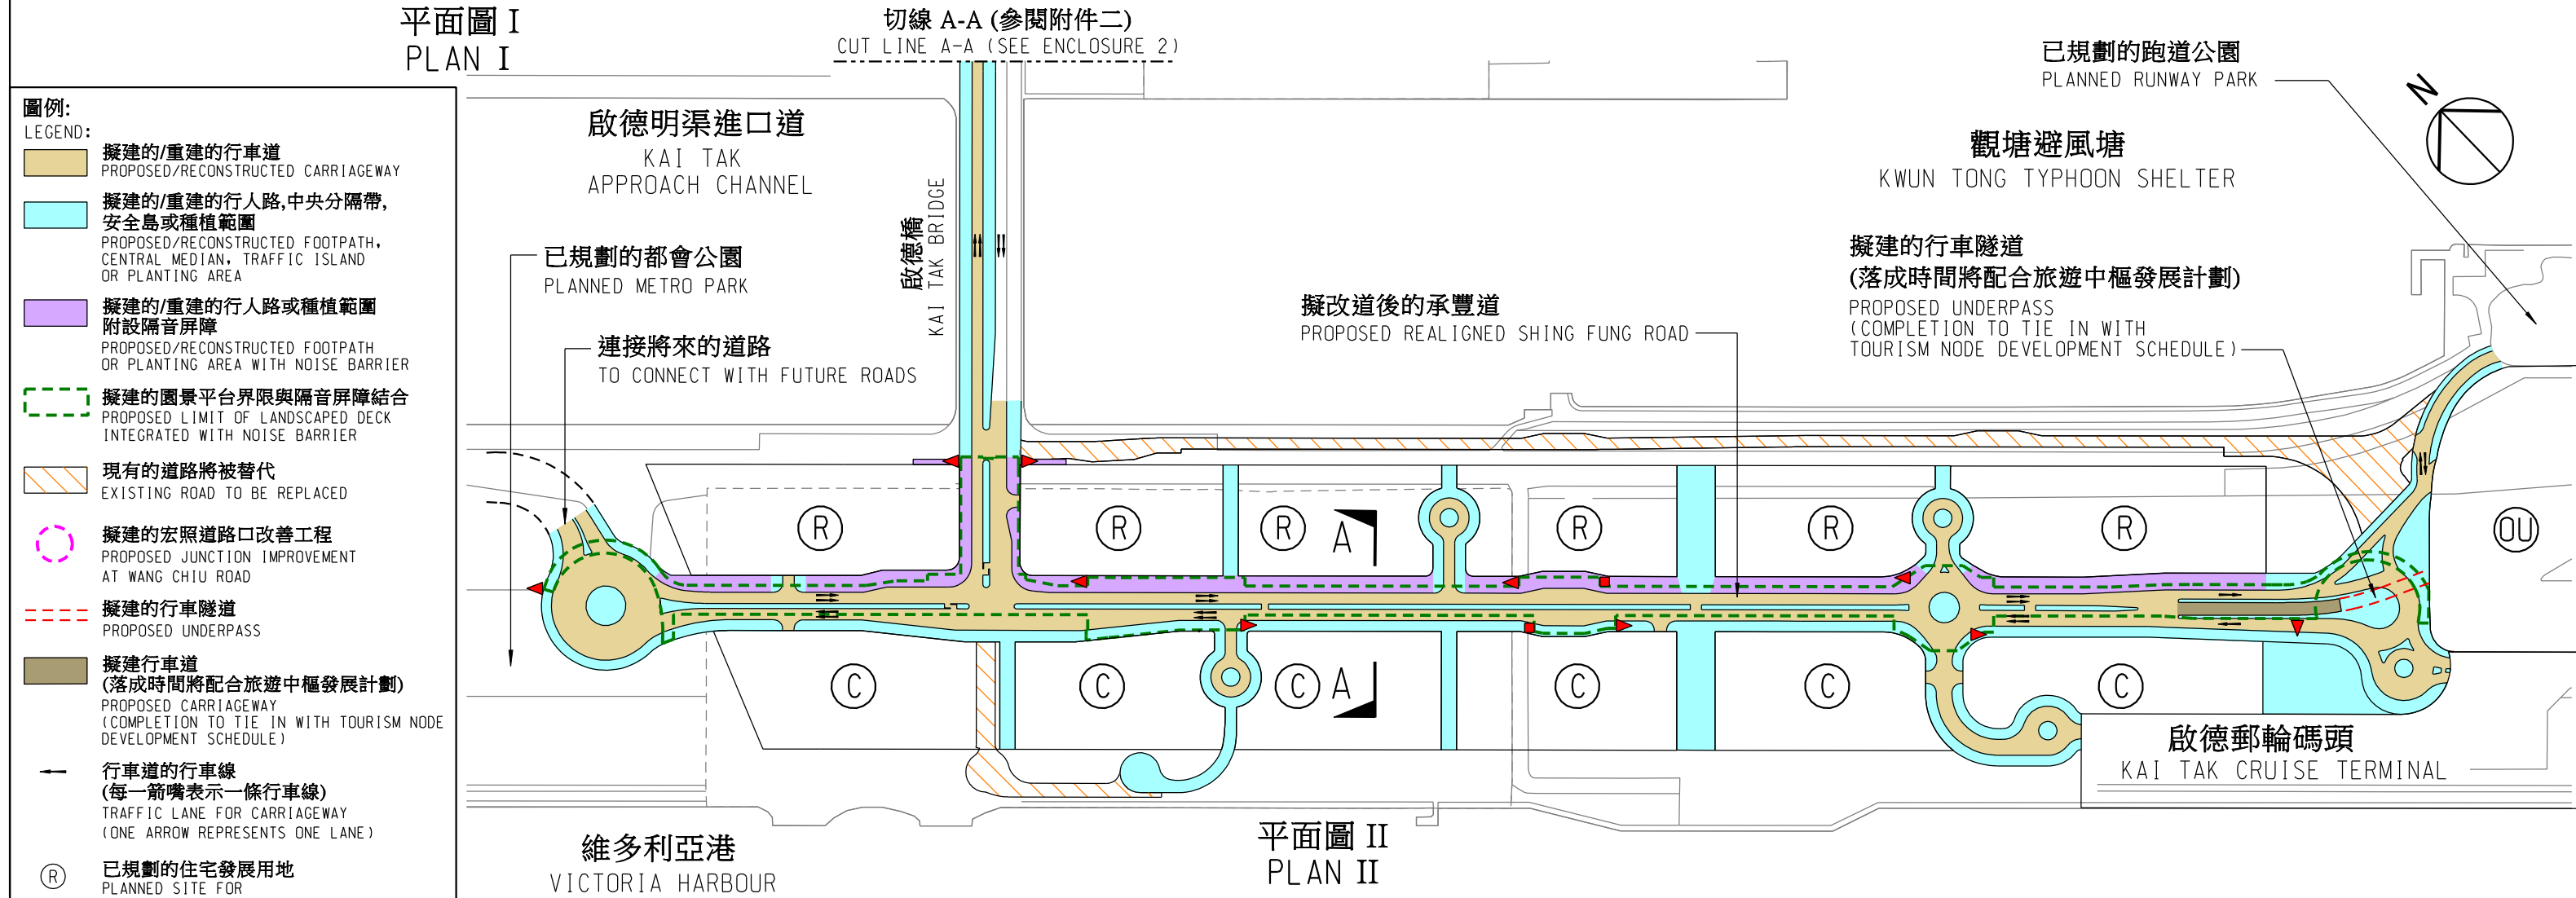 平面圖 I
PLAN I
切線 A-A (參閱附件二)
CUT LINE A-A (SEE ENCLOSURE 2)
圖例:
LEGEND:
擬建的/重建的行車道
PROPOSED/RECONSTRUCTED CARRIAGEWAY
擬建的/重建的行人路,中央分隔帶,
安全島或種植範圍
PROPOSED/RECONSTRUCTED FOOTPATH,
CENTRAL MEDIAN, TRAFFIC ISLAND
OR PLANTING AREA
擬建的/重建的行人路或種植範圍
附設隔音屏障
PROPOSED/RECONSTRUCTED FOOTPATH
OR PLANTING AREA WITH NOISE BARRIER
擬建的園景平台界限與隔音屏障結合
PROPOSED LIMIT OF LANDSCAPED DECK
INTEGRATED WITH NOISE BARRIER
現有的道路將被替代
EXISTING ROAD TO BE REPLACED
擬建的宏照道路口改善工程
PROPOSED JUNCTION IMPROVEMENT
AT WANG CHIU ROAD
擬建的行車隧道
PROPOSED UNDERPASS
擬建行車道
(落成時間將配合旅遊中樞發展計劃)
PROPOSED CARRIAGEWAY
(COMPLETION TO TIE IN WITH TOURISM NODE
DEVELOPMENT SCHEDULE)
行車道的行車線
(每一箭嘴表示一條行車線)
TRAFFIC LANE FOR CARRIAGEWAY
(ONE ARROW REPRESENTS ONE LANE)
R
已規劃的住宅發展用地
PLANNED SITE FOR
啟德明渠進口道
KAI TAK
APPROACH CHANNEL
啟德橋
KAI TAK BRIDGE
已規劃的都會公園
PLANNED METRO PARK
連接將來的道路
TO CONNECT WITH FUTURE ROADS
擬改道後的承豐道
PROPOSED REALIGNED SHING FUNG ROAD
已規劃的跑道公園
PLANNED RUNWAY PARK
N
觀塘避風塘
KWUN TONG TYPHOON SHELTER
擬建的行車隧道
(落成時間將配合旅遊中樞發展計劃)
PROPOSED UNDERPASS
(COMPLETION TO TIE IN WITH
TOURISM NODE DEVELOPMENT SCHEDULE)
R
R
R
A
R
R
R
OU
C
C
C
A
C
C
C
啟德郵輪碼頭
KAI TAK CRUISE TERMINAL
維多利亞港
VICTORIA HARBOUR
平面圖 II
PLAN II